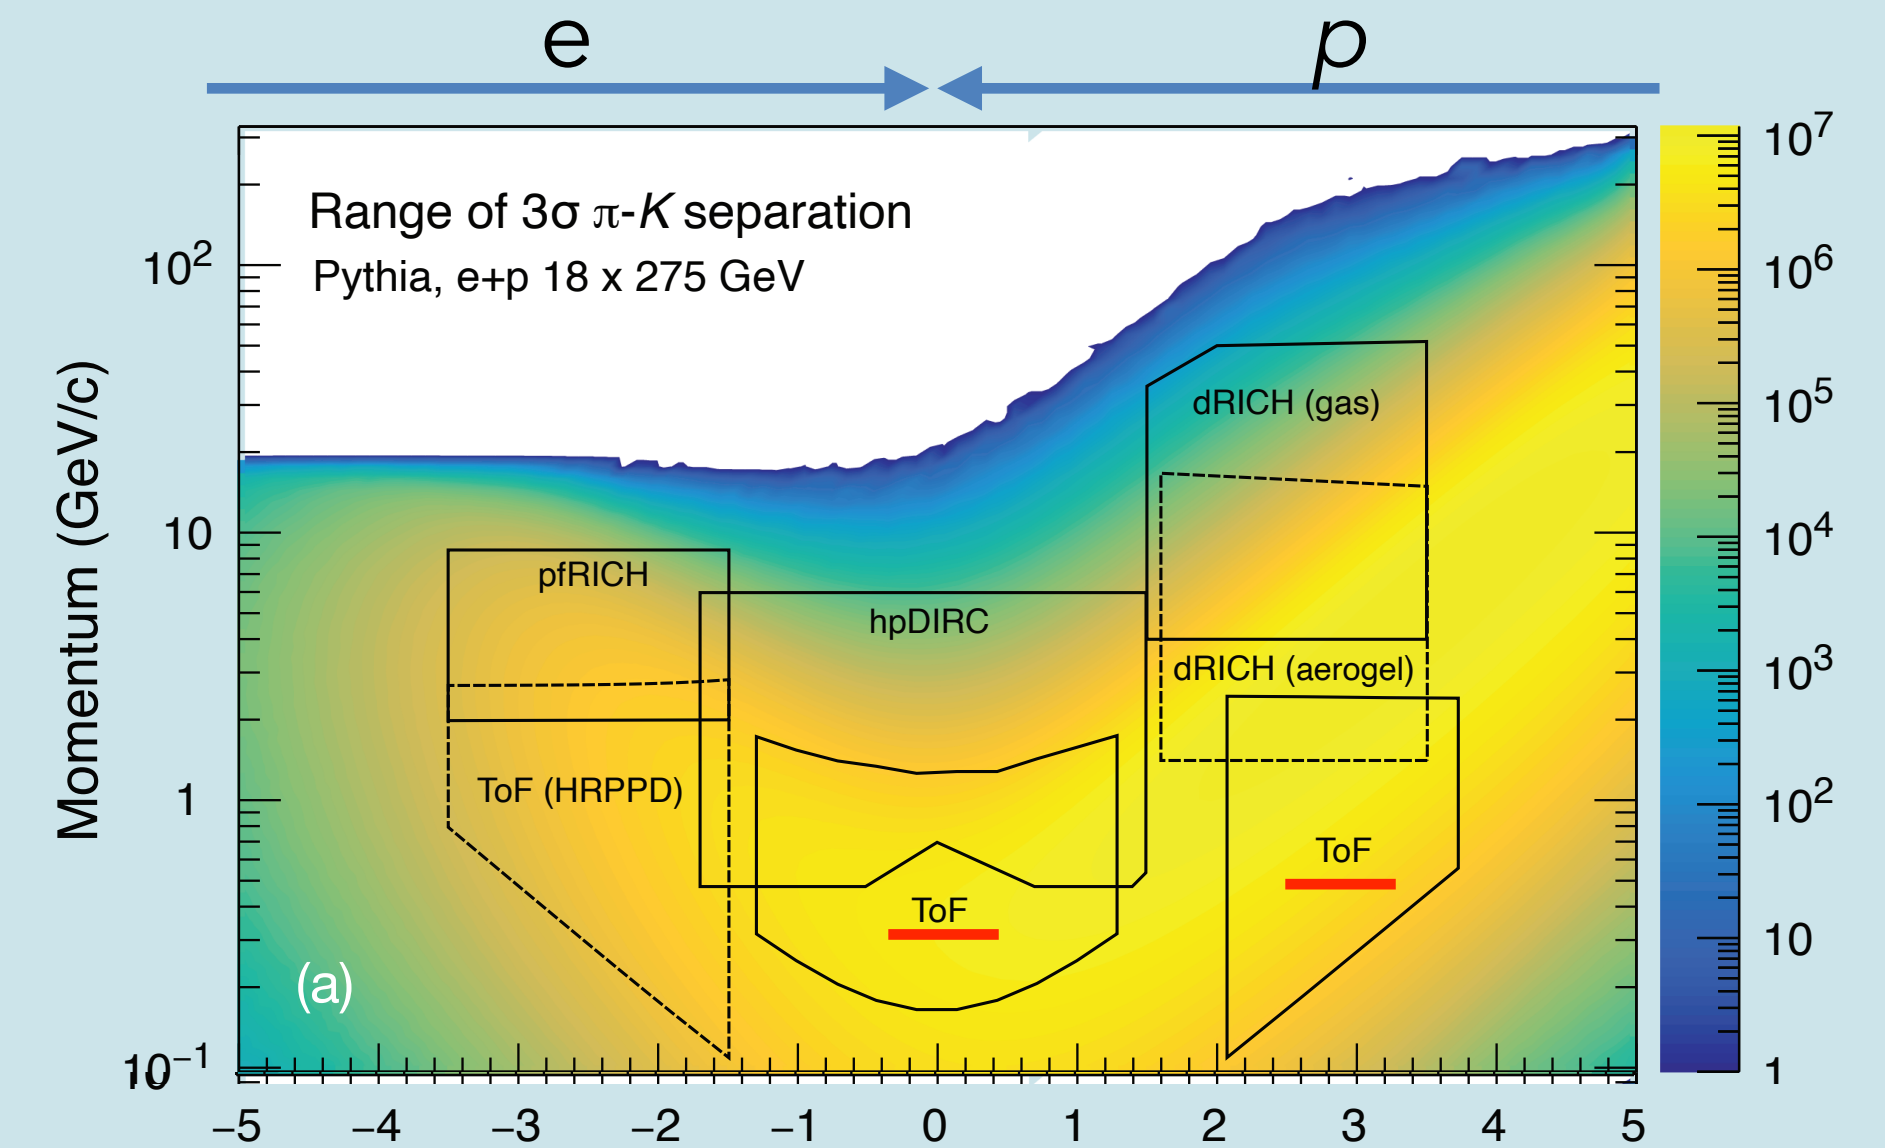 e
p
Range of 3σ π-K separation
Pythia, e+p 18 x 275 GeV
Momentum (GeV/c)
10²
10
1
10⁻¹
pfRICH
hpDIRC
dRICH (gas)
dRICH (aerogel)
ToF (HRPPD)
ToF
ToF
(a)
−5 −4 −3 −2 −1 0 1 2 3 4 5
10⁷
10⁶
10⁵
10⁴
10³
10²
10
1